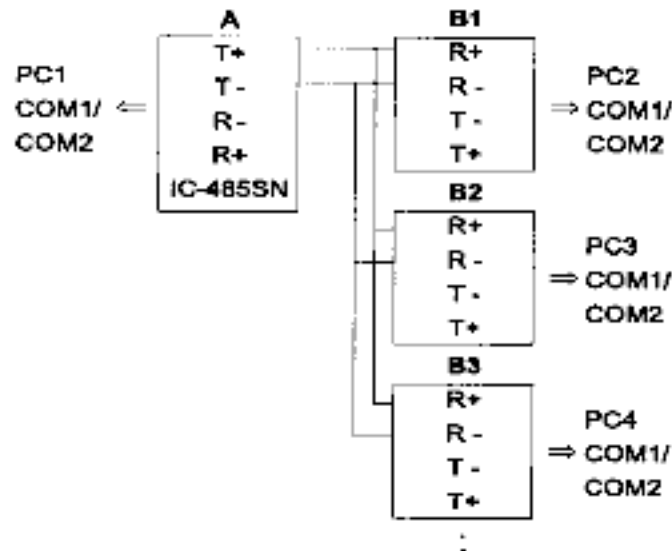 A
T+
T -
R -
R+
IC-485SN
PC1
COM1/
COM2
B1
R+
R -
T -
T+
PC2
COM1/
COM2
B2
R+
R -
T -
T+
PC3
COM1/
COM2
B3
R+
R -
T -
T+
PC4
COM1/
COM2